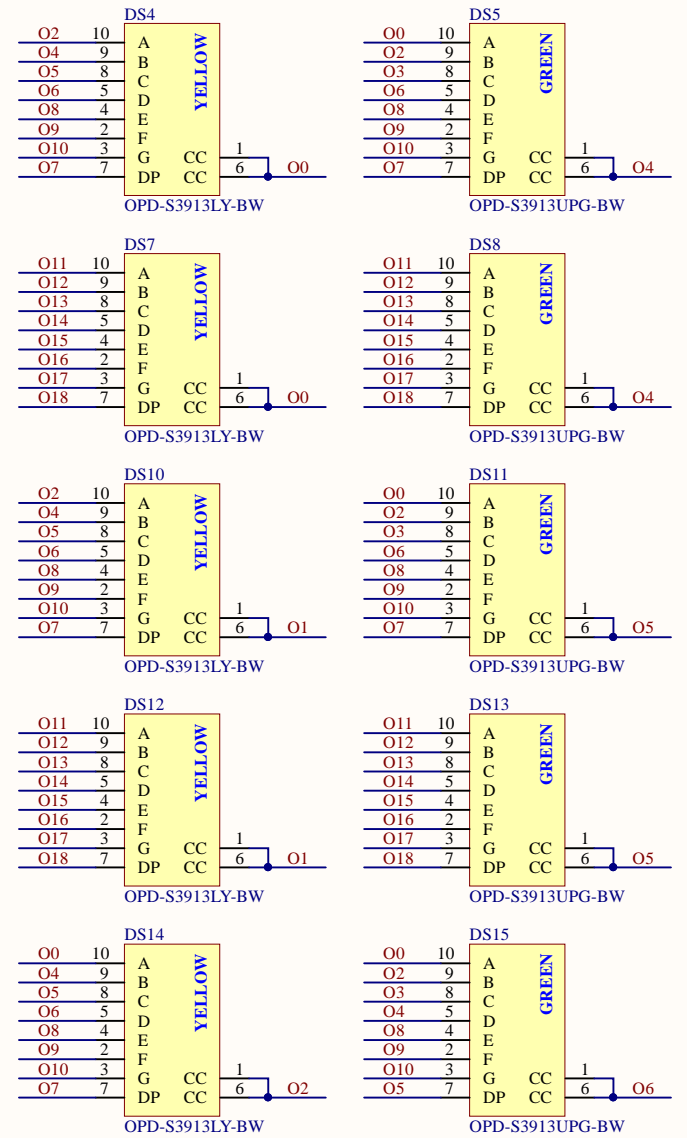 DS4
O2 10 A YELLOW
O4 9 B
O5 8 C
O6 5 D
O8 4 E
O9 2 F
O10 3 G CC 1
O7 7 DP CC 6 O0
OPD-S3913LY-BW
DS5
O0 10 A GREEN
O2 9 B
O3 8 C
O6 5 D
O8 4 E
O9 2 F
O10 3 G CC 1
O7 7 DP CC 6 O4
OPD-S3913UPG-BW
DS7
O11 10 A YELLOW
O12 9 B
O13 8 C
O14 5 D
O15 4 E
O16 2 F
O17 3 G CC 1
O18 7 DP CC 6 O0
OPD-S3913LY-BW
DS8
O11 10 A GREEN
O12 9 B
O13 8 C
O14 5 D
O15 4 E
O16 2 F
O17 3 G CC 1
O18 7 DP CC 6 O4
OPD-S3913UPG-BW
DS10
O2 10 A YELLOW
O4 9 B
O5 8 C
O6 5 D
O8 4 E
O9 2 F
O10 3 G CC 1
O7 7 DP CC 6 O1
OPD-S3913LY-BW
DS11
O0 10 A GREEN
O2 9 B
O3 8 C
O6 5 D
O8 4 E
O9 2 F
O10 3 G CC 1
O7 7 DP CC 6 O5
OPD-S3913UPG-BW
DS12
O11 10 A YELLOW
O12 9 B
O13 8 C
O14 5 D
O15 4 E
O16 2 F
O17 3 G CC 1
O18 7 DP CC 6 O1
OPD-S3913LY-BW
DS13
O11 10 A GREEN
O12 9 B
O13 8 C
O14 5 D
O15 4 E
O16 2 F
O17 3 G CC 1
O18 7 DP CC 6 O5
OPD-S3913UPG-BW
DS14
O0 10 A YELLOW
O4 9 B
O5 8 C
O6 5 D
O8 4 E
O9 2 F
O10 3 G CC 1
O7 7 DP CC 6 O2
OPD-S3913LY-BW
DS15
O0 10 A GREEN
O2 9 B
O3 8 C
O4 5 D
O8 4 E
O9 2 F
O10 3 G CC 1
O5 7 DP CC 6 O6
OPD-S3913UPG-BW